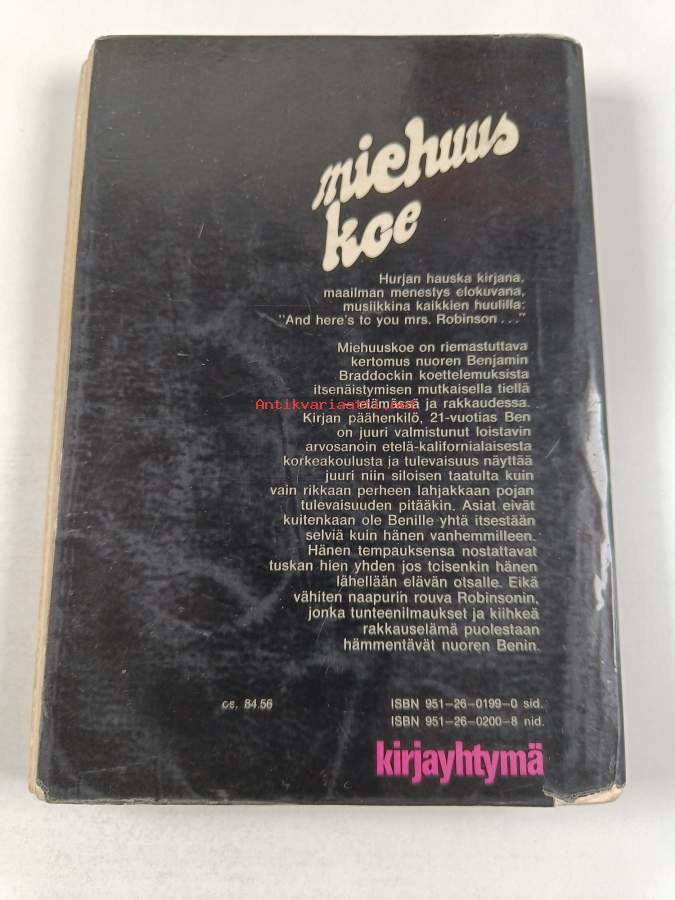 miehuus
koe
Hurjan hauska kirjana,
maailman menestys elokuvana,
musiikkina kaikkien huulilla:
"And here's to you mrs. Robinson . . ."
Miehuuskoe on riemastuttava
kertomus nuoren Benjamin
Braddockin koettelemuksista
itsenäistymisen mutkaisella tiellä
Antikvariaatti.net
elämässä ja rakkaudessa.
Kirjan päähenkilö, 21-vuotias Ben
on juuri valmistunut loistavin
arvosanoin etelä-kalifornialaisesta
korkeakoulusta ja tulevaisuus näyttää
juuri niin siloisen taatulta kuin
vain rikkaan perheen lahjakkaan pojan
tulevaisuuden pitääkin. Asiat eivät
kuitenkaan ole Benille yhtä itsestään
selviä kuin hänen vanhemmilleen.
Hänen tempauksensa nostattavat
tuskan hien yhden jos toisenkin hänen
lähellään elävän otsalle. Eikä
vähiten naapurin rouva Robinsonin,
jonka tunteenilmaukset ja kiihkeä
rakkauselämä puolestaan
hämmentävät nuoren Benin.
os. 84.56
ISBN 951-26-0199-0 sid.
ISBN 951-26-0200-8 nid.
kirjayhtymä